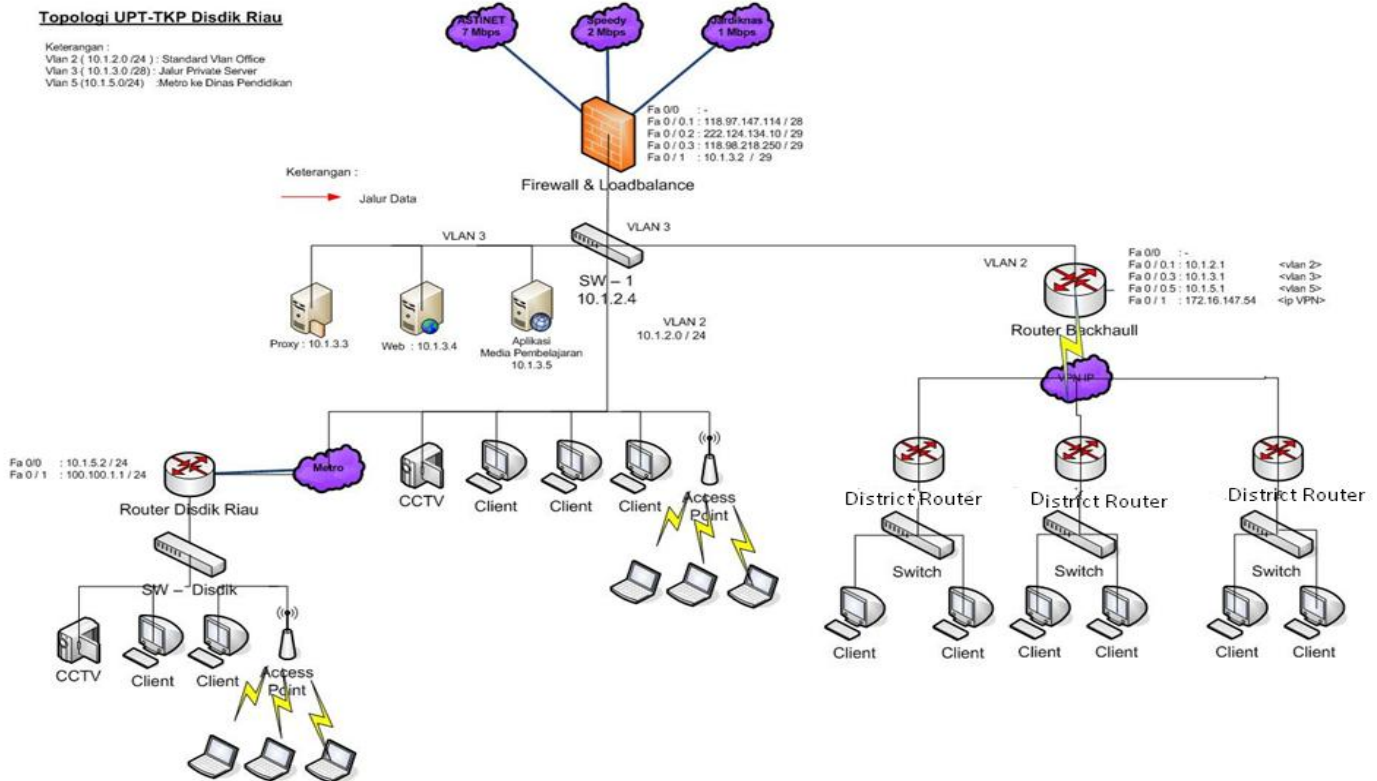 Topologi UPT-TKP Disdik Riau
Keterangan :
Vlan 2 ( 10.1.2.0 /24 ) : Standard Vlan Office
Vlan 3 ( 10.1.3.0 /28) : Jalur Private Server
Vlan 5 (10.1.5.0/24) :Metro ke Dinas Pendidikan
ASTINET
7 Mbps
Speedy
2 Mbps
Jardiknas
1 Mbps
Fa 0/0 : -
Fa 0 / 0.1 : 118.97.147.114 / 28
Fa 0 / 0.2 : 222.124.134.10 / 29
Fa 0 / 0.3 : 118.98.218.250 / 29
Fa 0 / 1 : 10.1.3.2 / 29
Firewall & Loadbalance
Keterangan :
Jalur Data
VLAN 3
VLAN 3
SW – 1
10.1.2.4
VLAN 2
Fa 0/0 : -
Fa 0 / 0.1 : 10.1.2.1 <vlan 2>
Fa 0 / 0.3 : 10.1.3.1 <vlan 3>
Fa 0 / 0.5 : 10.1.5.1 <vlan 5>
Fa 0 / 1 : 172.16.147.54 <ip VPN>
Router Backhaull
Proxy : 10.1.3.3
Web : 10.1.3.4
Aplikasi
Media Pembelajaran
10.1.3.5
VLAN 2
10.1.2.0 / 24
VPN IP
Fa 0/0 : 10.1.5.2 / 24
Fa 0 / 1 : 100.100.1.1 / 24
Router Disdik Riau
Metro
CCTV
Client
Client
Client
Access
Point
District Router
District Router
District Router
Switch
Switch
Switch
SW – Disdik
CCTV
Client
Client
Access
Point
Client
Client
Client
Client
Client
Client